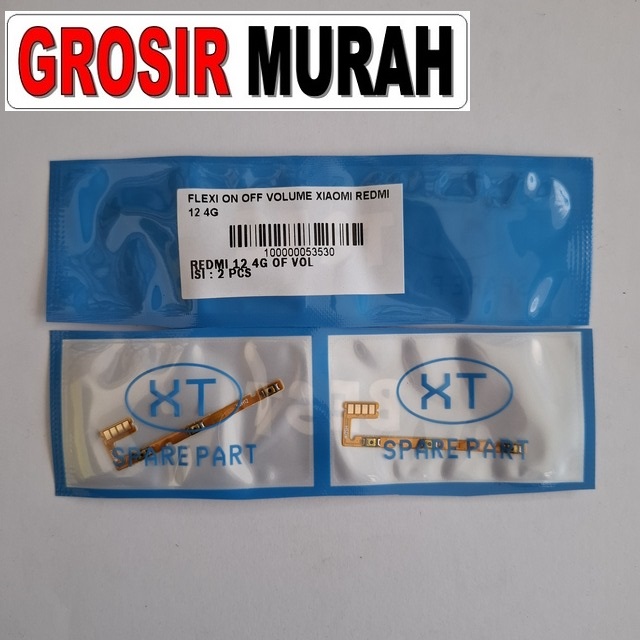 GROSIR MURAH
FLEXI ON OFF VOLUME XIAOMI REDMI
12 4G
100000053530
REDMI 12 4G OF VOL
ISI : 2 PCS
XT
SPARE PART
XT
SPARE PART